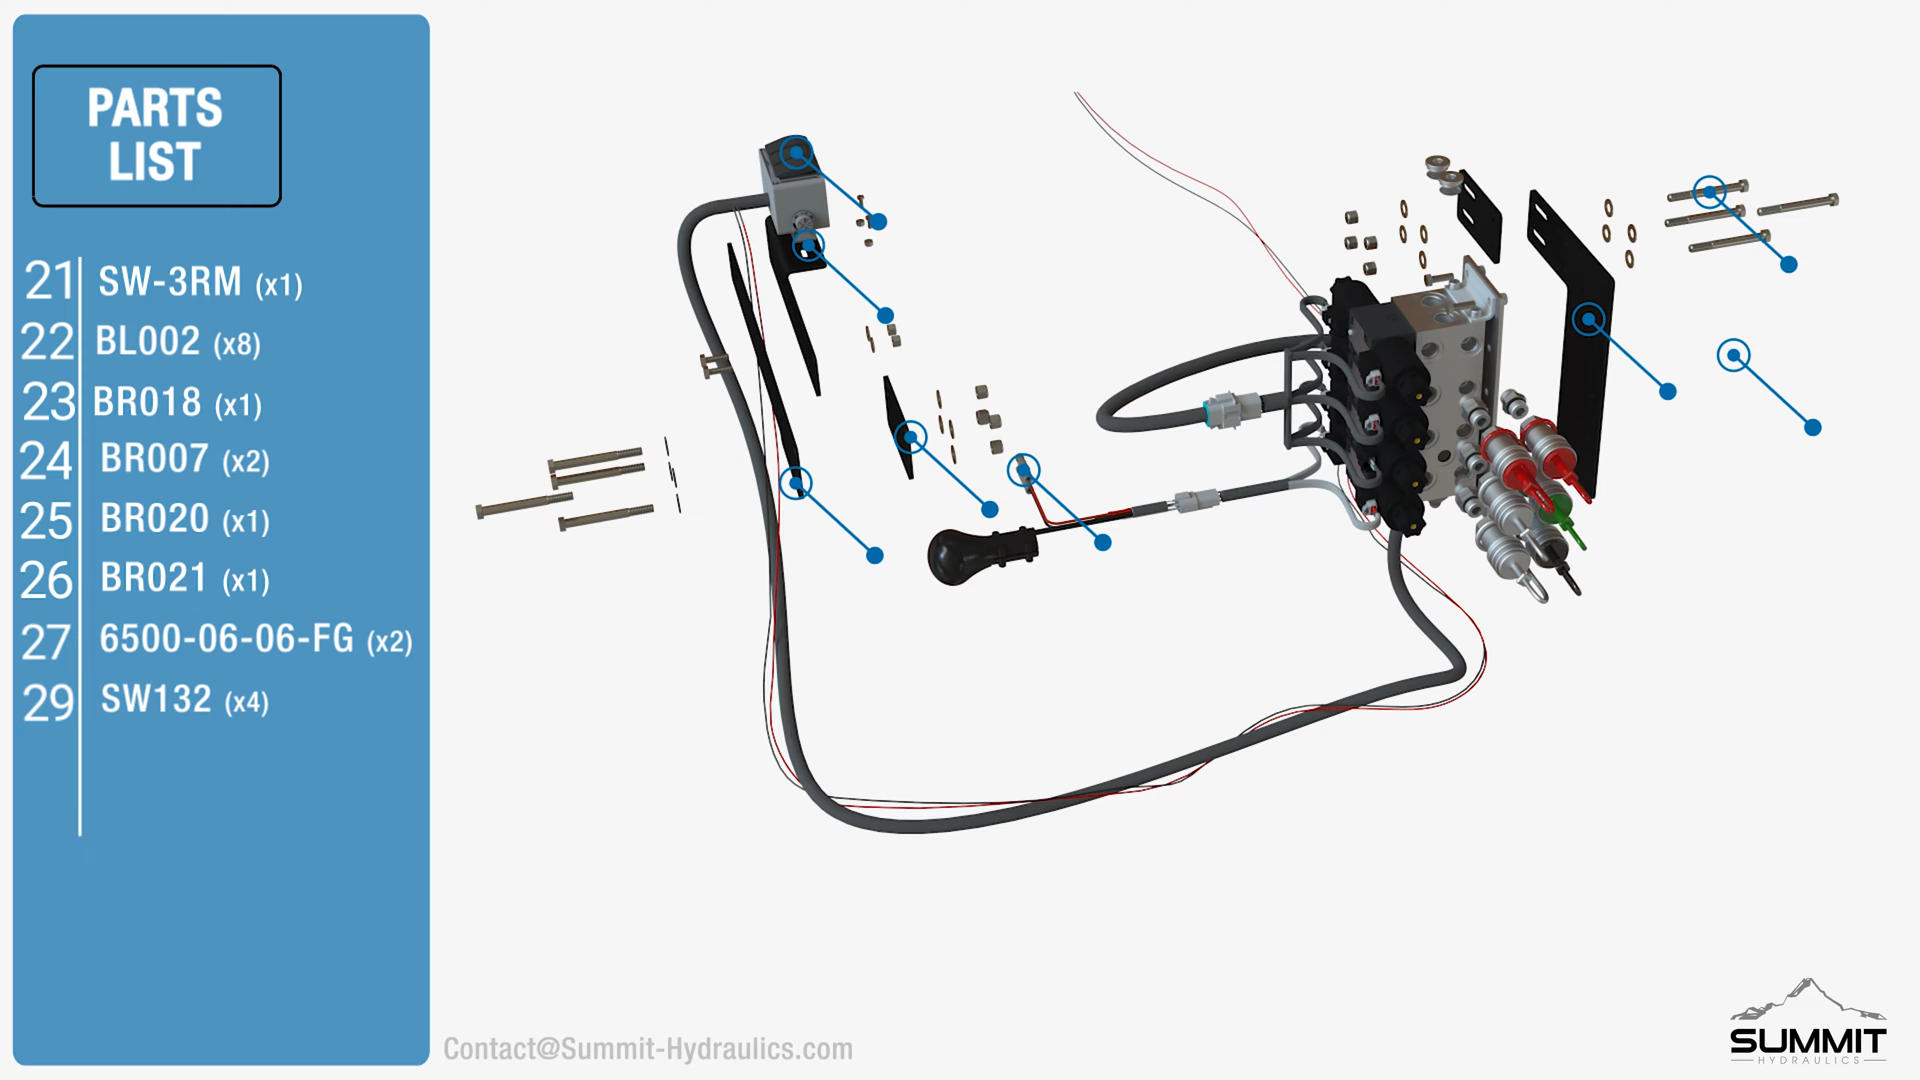 PARTS
LIST
21 SW-3RM (x1)
22 BL002 (x8)
23 BR018 (x1)
24 BR007 (x2)
25 BR020 (x1)
26 BR021 (x1)
27 6500-06-06-FG (x2)
29 SW132 (x4)
Contact@Summit-Hydraulics.com
SUMMIT
HYDRAULICS